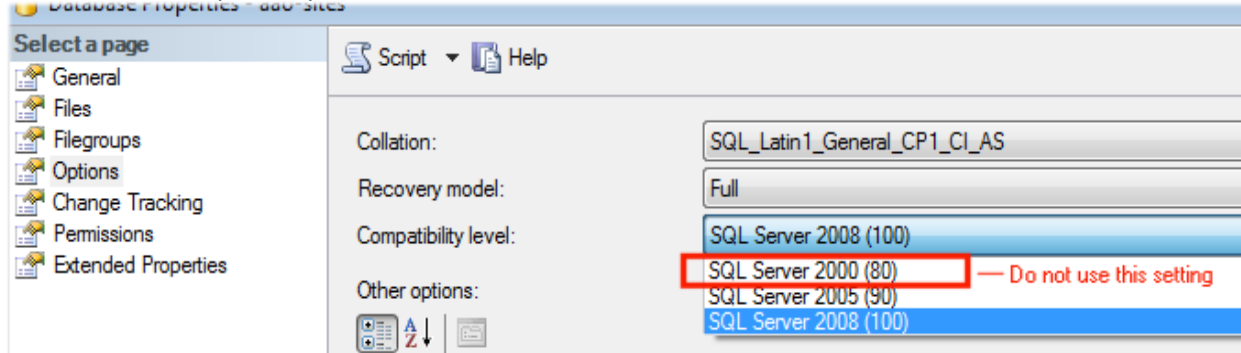 Database Properties - aao-sites
Select a page
General
Files
Filegroups
Options
Change Tracking
Permissions
Extended Properties
Script
Help
Collation:
SQL_Latin1_General_CP1_CI_AS
Recovery model:
Full
Compatibility level:
SQL Server 2008 (100)
SQL Server 2000 (80)
Do not use this setting
SQL Server 2005 (90)
SQL Server 2008 (100)
Other options:
A
Z